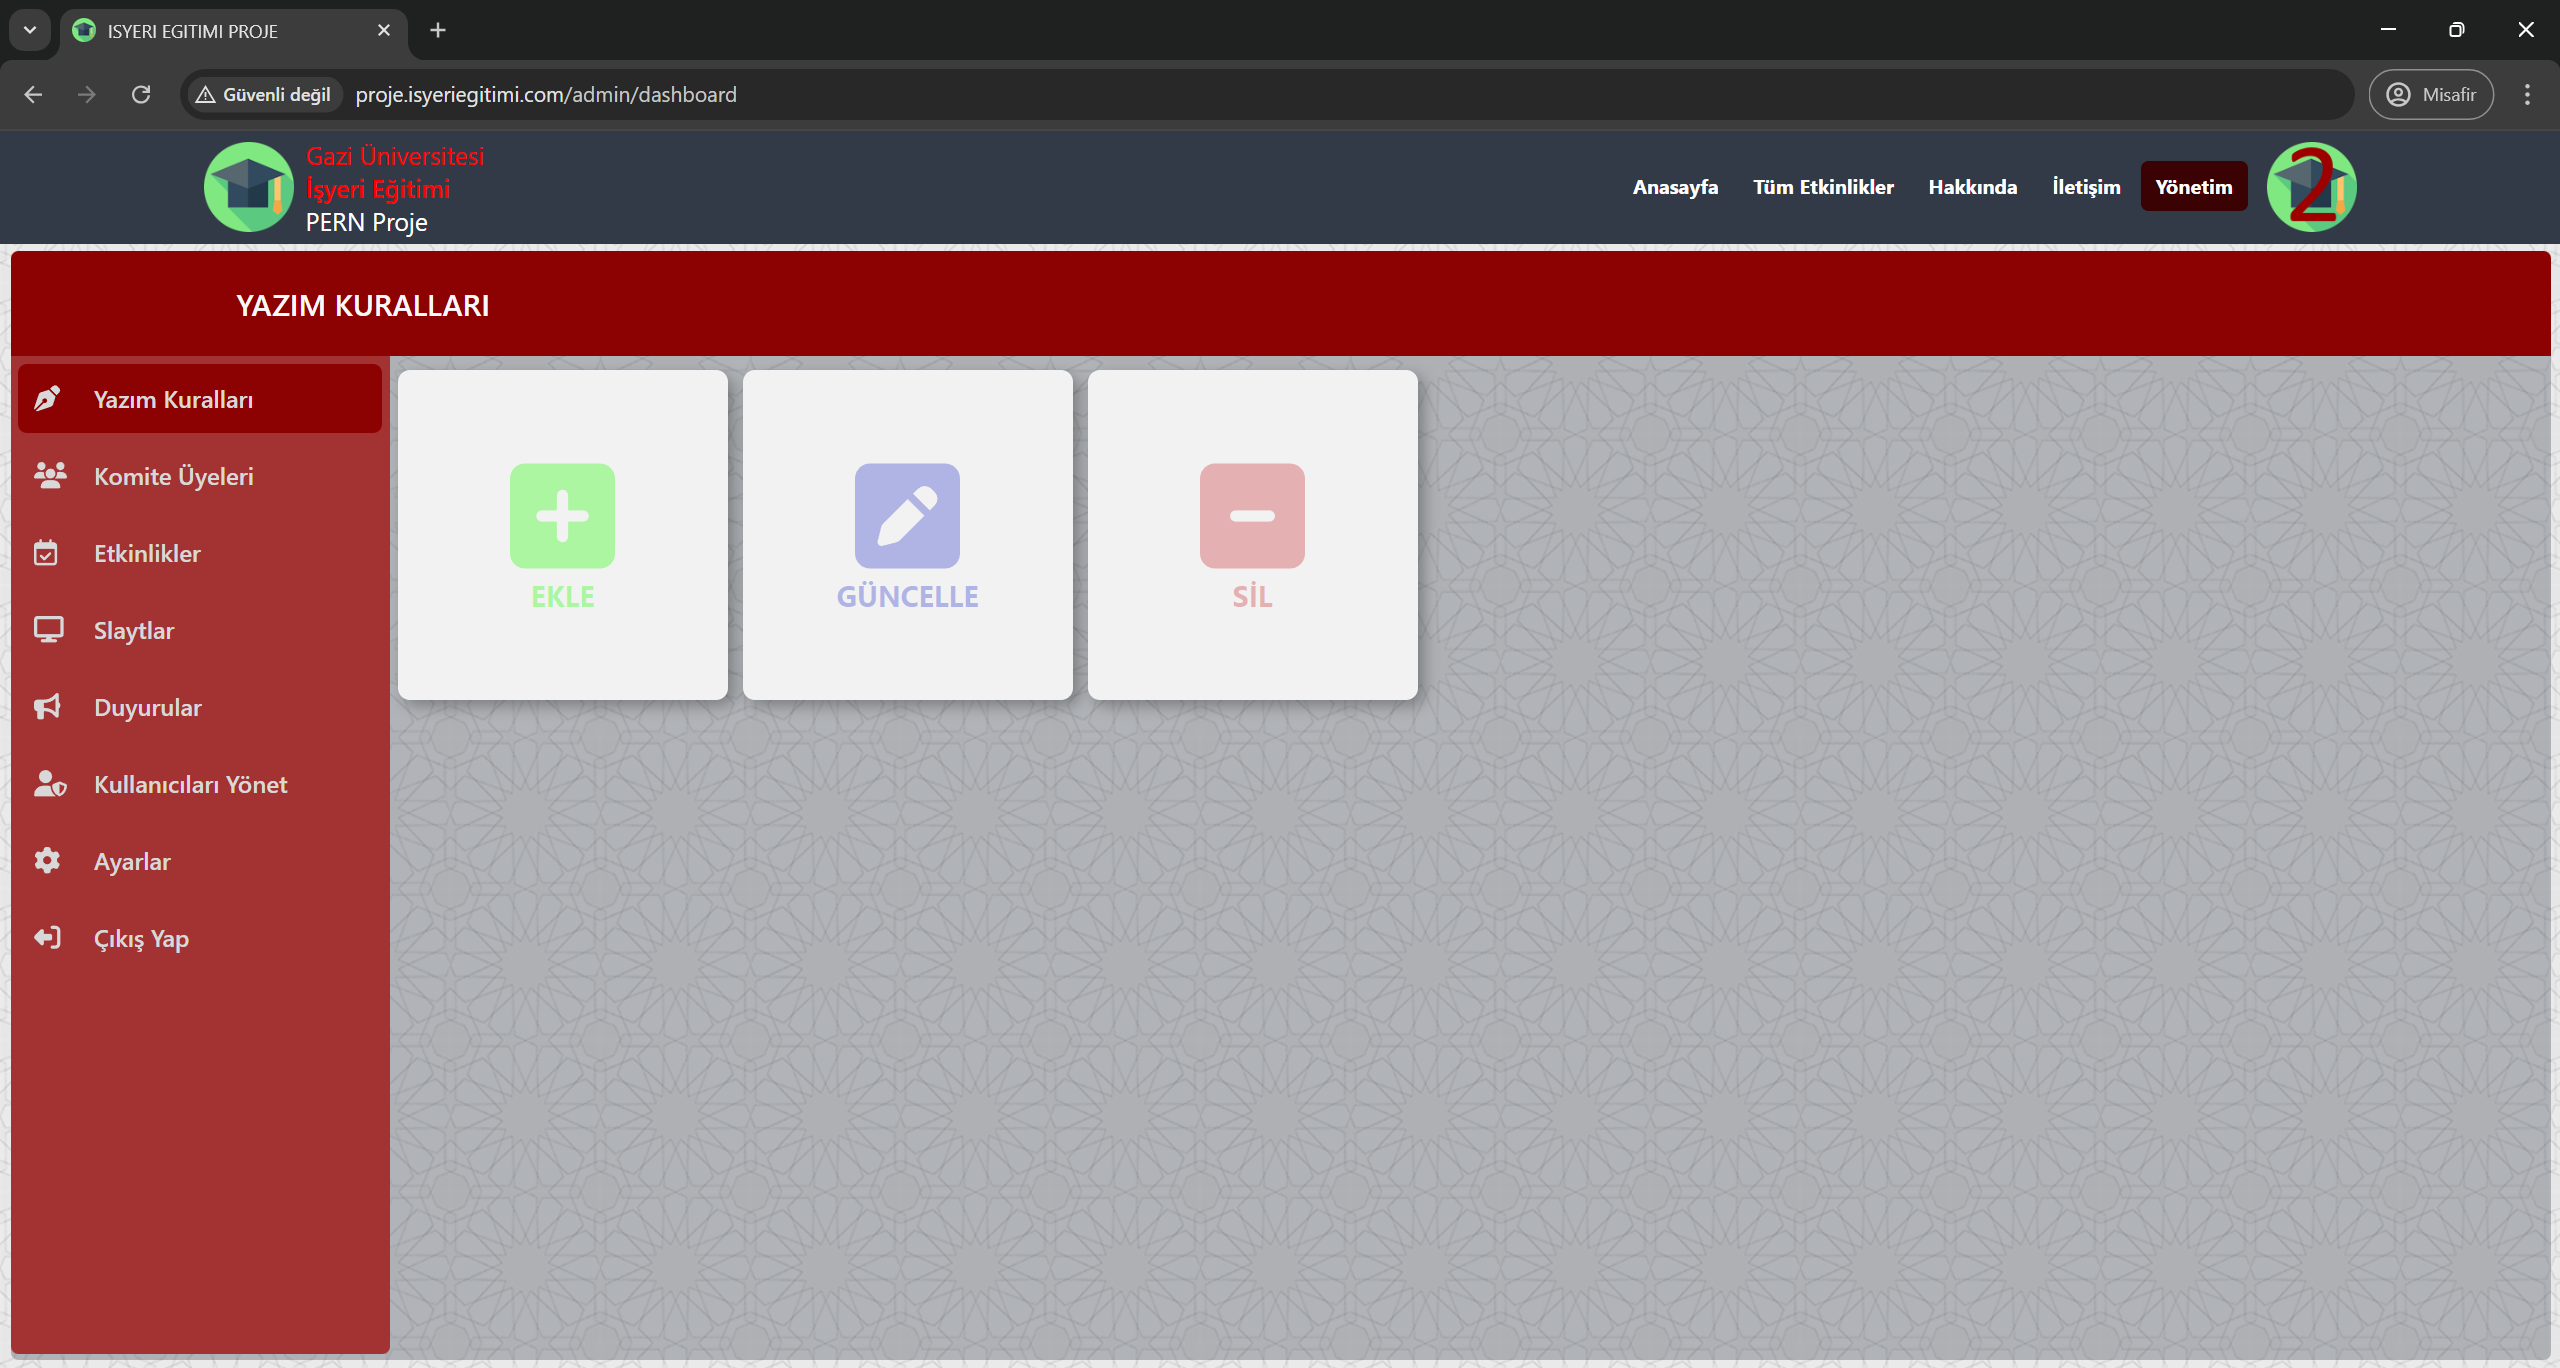 ISYERI EGITIMI PROJE
Güvenli değil
proje.isyeriegitimi.com/admin/dashboard
Misafir
Gazi Üniversitesi
İşyeri Eğitimi
PERN Proje
Anasayfa
Tüm Etkinlikler
Hakkında
İletişim
Yönetim
2
YAZIM KURALLARI
Yazım Kuralları
Komite Üyeleri
Etkinlikler
Slaytlar
Duyurular
Kullanıcıları Yönet
Ayarlar
Çıkış Yap
EKLE
GÜNCELLE
SİL